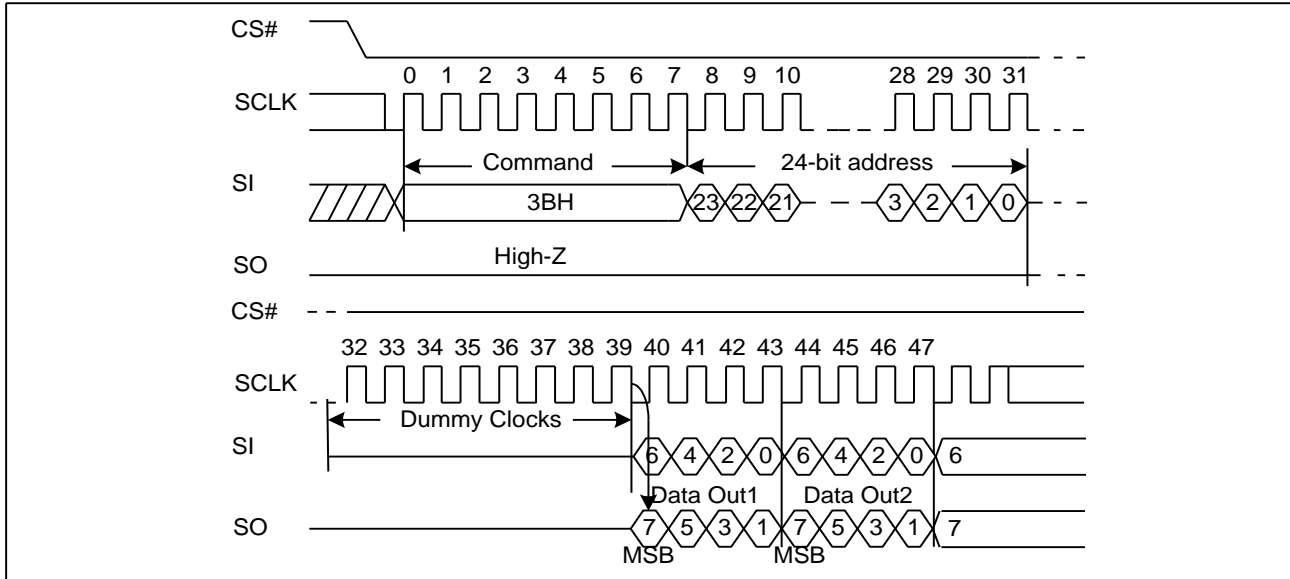 CS#
0 1 2 3 4 5 6 7 8 9 10 28 29 30 31
SCLK
Command 24-bit address
SI
3BH 23 22 21 3 2 1 0
High-Z
SO
CS#
32 33 34 35 36 37 38 39 40 41 42 43 44 45 46 47
SCLK
Dummy Clocks
SI
6 4 2 0 6 4 2 0 6
Data Out1 Data Out2
SO
7 5 3 1 7 5 3 1 7
MSB MSB